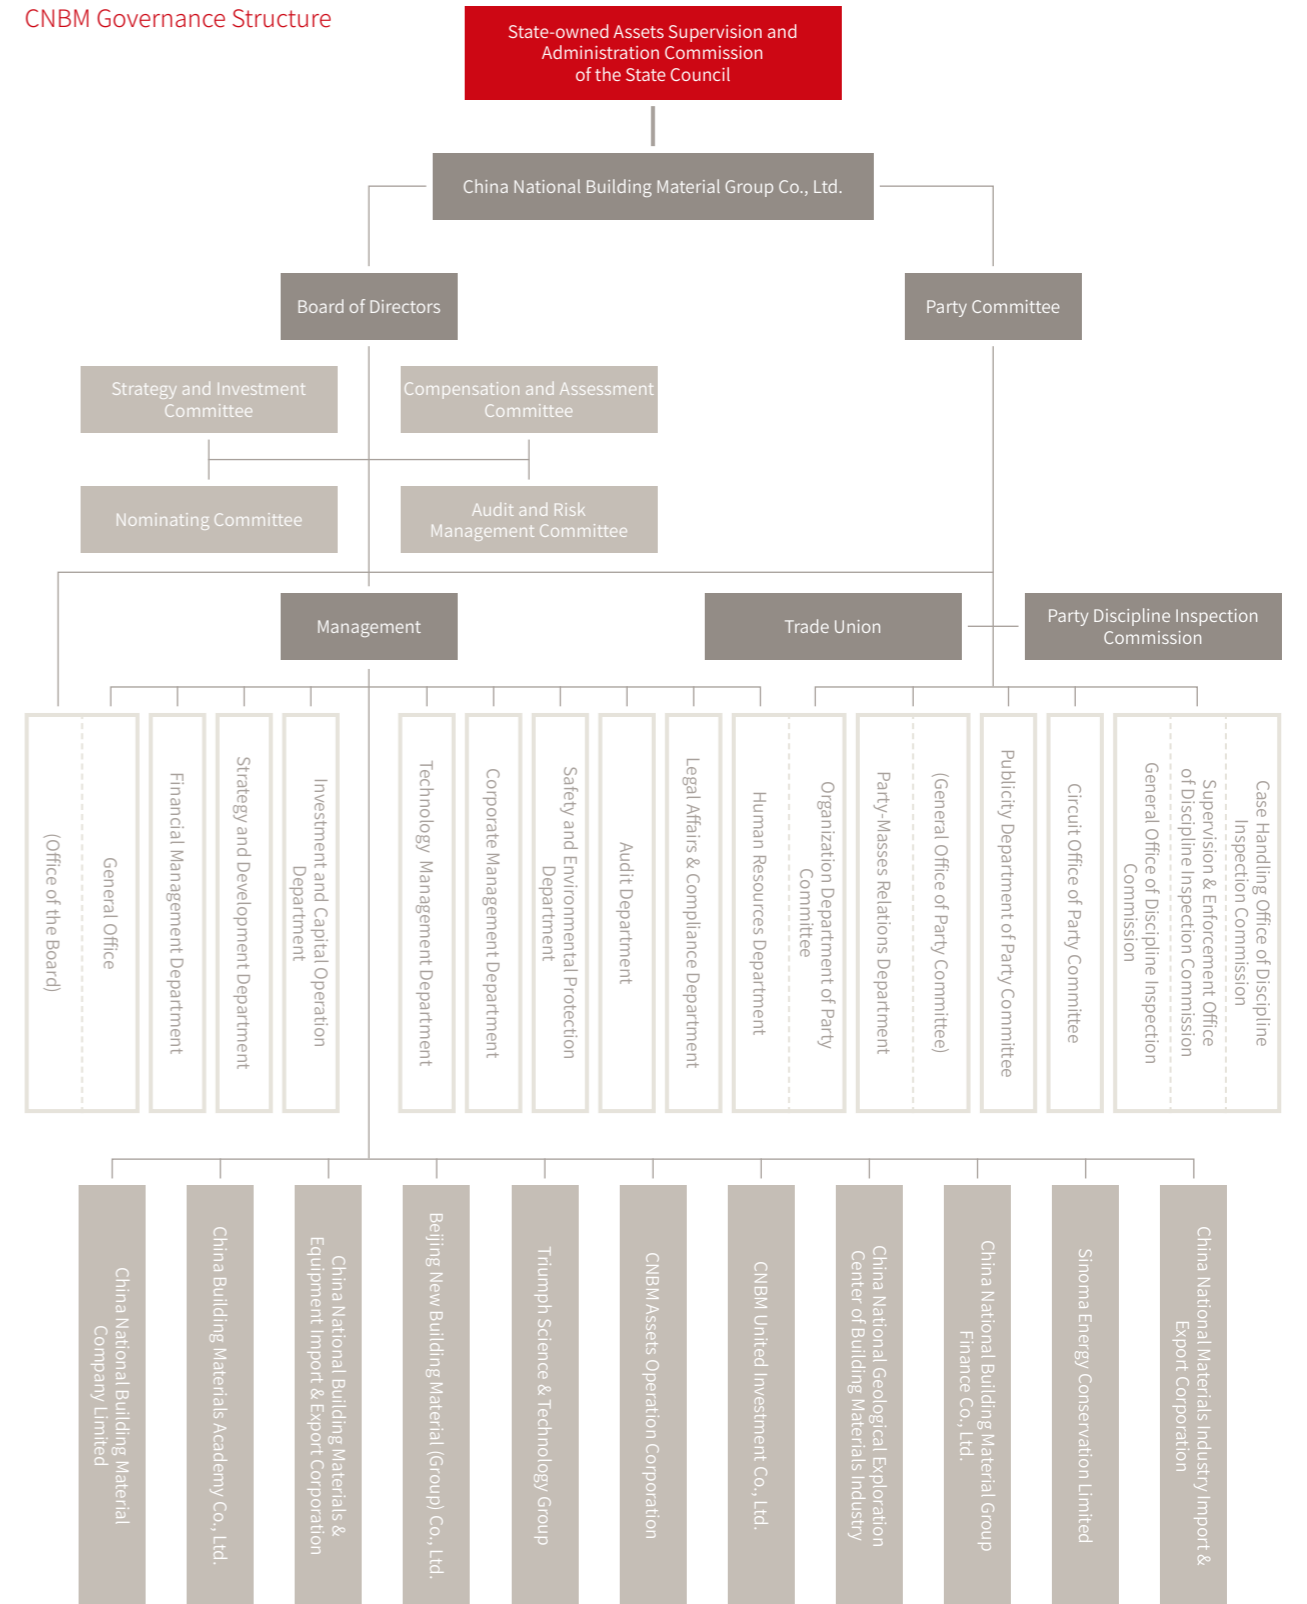 CNBM Governance Structure
State-owned Assets Supervision and
Administration Commission
of the State Council
China National Building Material Group Co., Ltd.
Board of Directors
Party Committee
Strategy and Investment
Committee
Compensation and Assessment
Committee
Nominating Committee
Audit and Risk
Management Committee
Management
Trade Union
Party Discipline Inspection
Commission
(Office of the Board)
General Office
Financial Management Department
Strategy and Development Department
Investment and Capital Operation
Department
Technology Management Department
Corporate Management Department
Safety and Environmental Protection
Department
Audit Department
Legal Affairs & Compliance Department
Human Resources Department
Organization Department of Party
Committee
Party-Masses Relations Department
(General Office of Party Committee)
Publicity Department of Party Committee
Circuit Office of Party Committee
General Office of Discipline Inspection
Commission
Supervision & Enforcement Office
of Discipline Inspection Commission
Case Handling Office of Discipline
Inspection Commission
China National Building Material
Company Limited
China Building Materials Academy Co., Ltd.
China National Building Materials &
Equipment Import & Export Corporation
Beijing New Building Material (Group) Co., Ltd.
Triumph Science & Technology Group
CNBM Assets Operation Corporation
CNBM United Investment Co., Ltd.
China National Geological Exploration
Center of Building Materials Industry
China National Building Material Group
Finance Co., Ltd.
Sinoma Energy Conservation Limited
China National Materials Industry Import &
Export Corporation